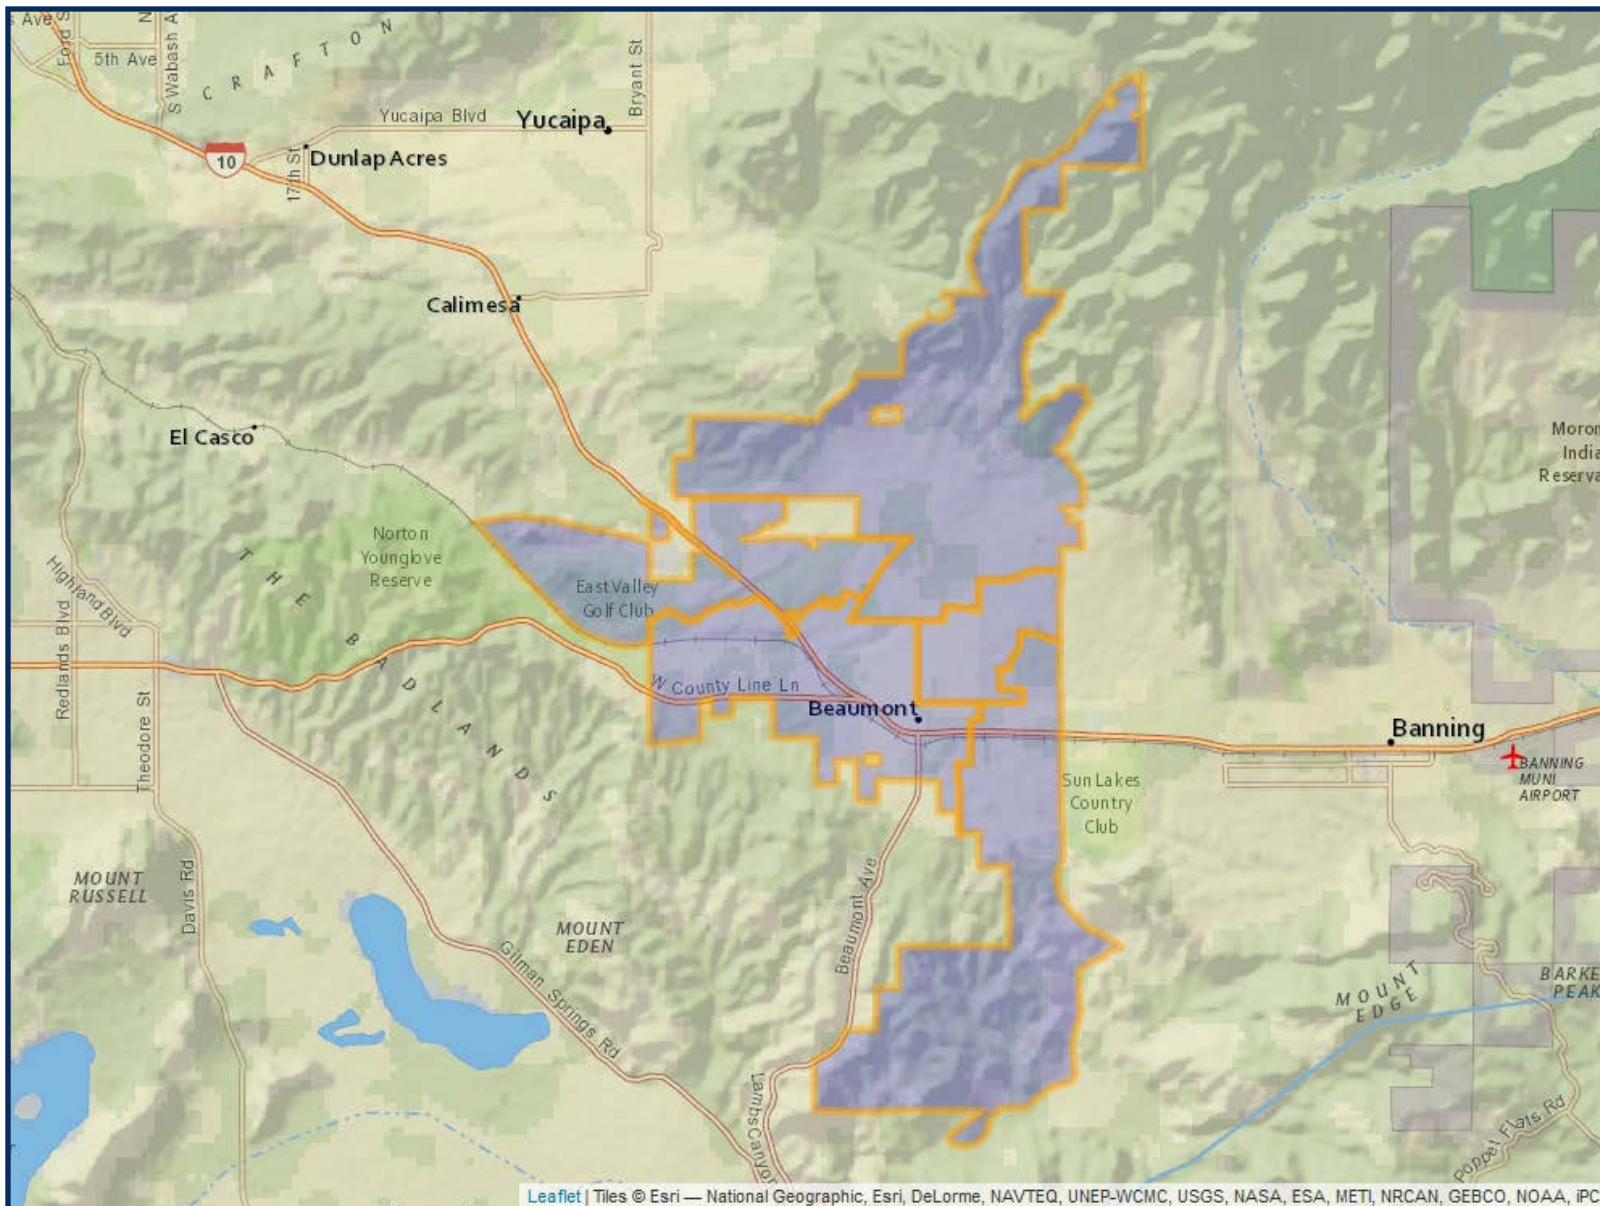 s Ave
Ford S
N
S Wabash A
5th Ave
CRAFTON
Bryant St
Yucaipa Blvd
Yucaipa
10
17th St
Dunlap Acres
Calimesa
El Casco
Moron
India
Reserva
Norton
Younglove
Reserve
THE BADLANDS
East Valley
Golf Club
Highland Blvd
Redlands Blvd
Theodore St
W County Line Ln
Beaumont
Banning
BANNING
MUNI
AIRPORT
Sun Lakes
Country
Club
MOUNT
RUSSELL
Davis Rd
MOUNT
EDEN
Beaumont Ave
Gilman Springs Rd
MOUNT
EDGE
BARKE
PEAK
Lambs Canyon
Poppet Flats Rd
Leaflet | Tiles © Esri — National Geographic, Esri, DeLorme, NAVTEQ, UNEP-WCMC, USGS, NASA, ESA, METI, NRCAN, GEBCO, NOAA, iPC